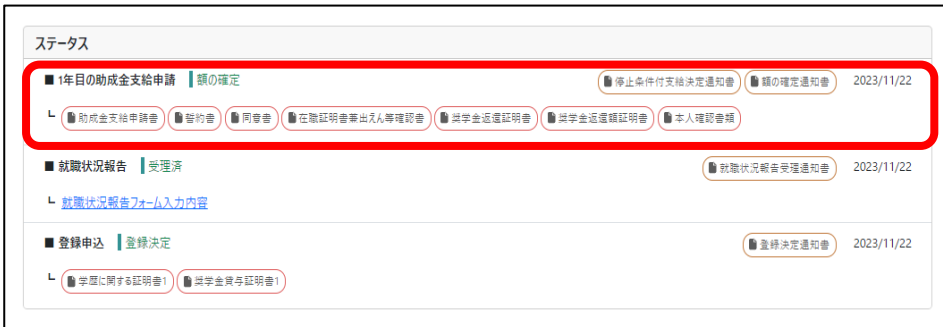 ステータス
■ 1年目の助成金支給申請 額の確定 停止条件付支給決定通知書 額の確定通知書 2023/11/22
助成金支給申請書 誓約書 同意書 在職証明書兼出えん等確認書 奨学金返還証明書 奨学金返還額証明書 本人確認書類
■ 就職状況報告 受理済 就職状況報告受理通知書 2023/11/22
就職状況報告フォーム入力内容
■ 登録申込 登録決定 登録決定通知書 2023/11/22
学歴に関する証明書1 奨学金貸与証明書1